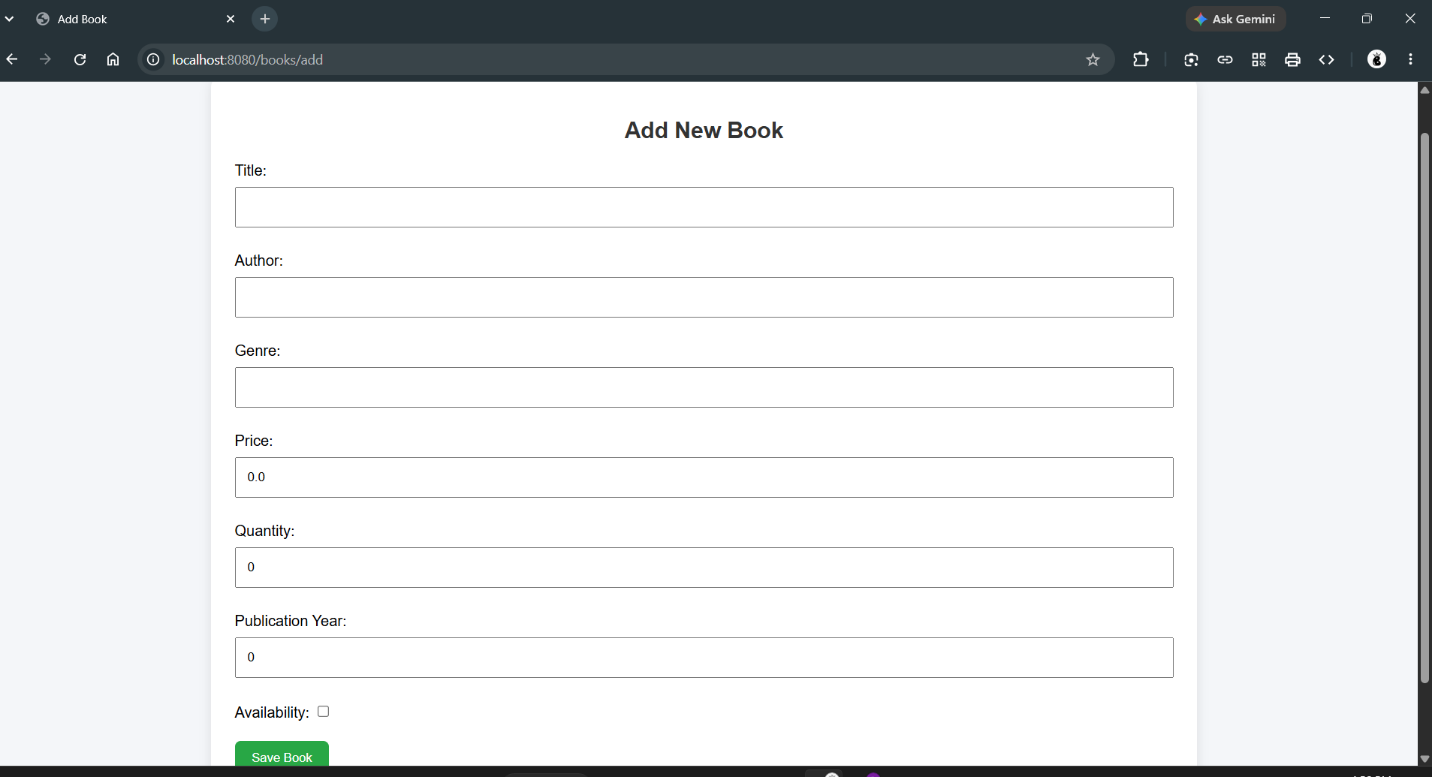 Add Book
Ask Gemini
localhost:8080/books/add
Add New Book
Title:
Author:
Genre:
Price:
0.0
Quantity:
0
Publication Year:
0
Availability:
Save Book